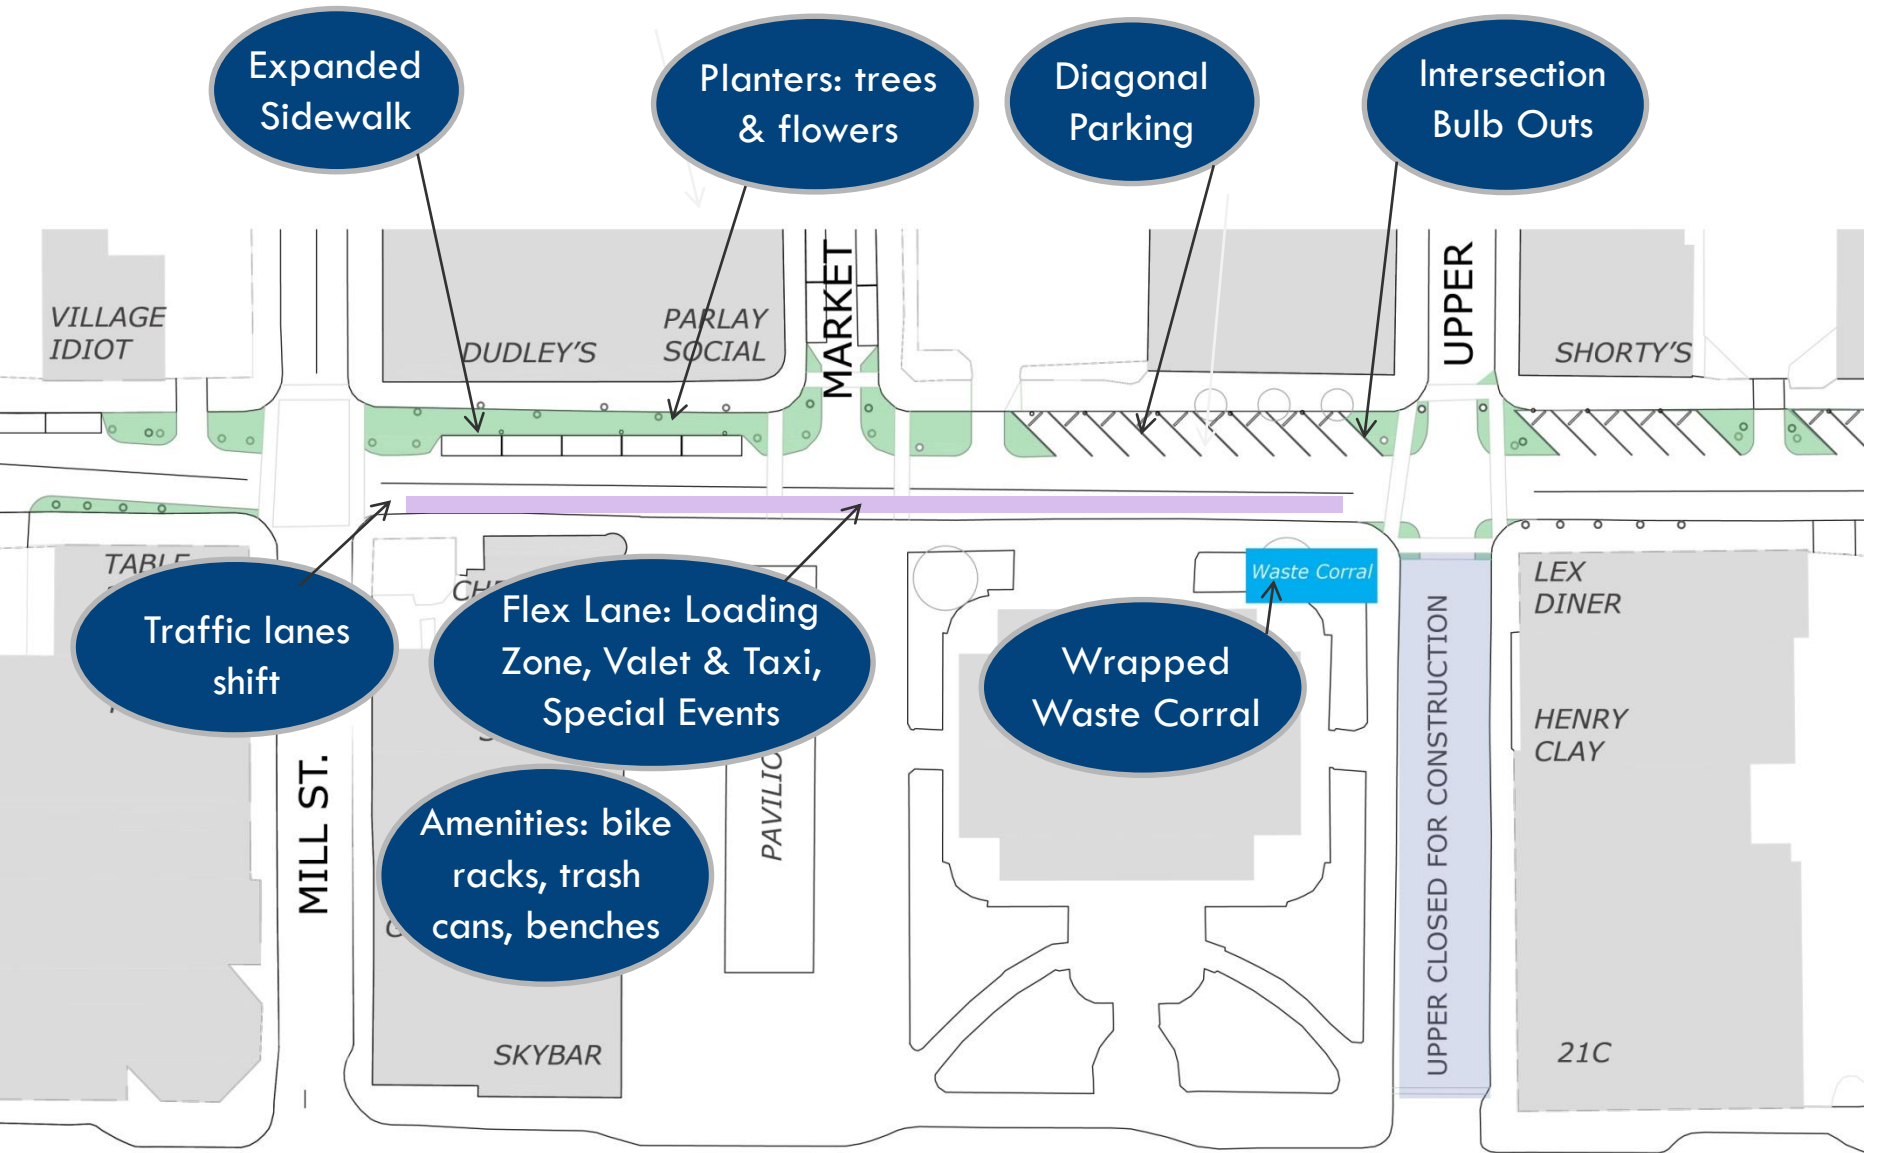 Expanded
Sidewalk
Planters: trees
& flowers
Diagonal
Parking
Intersection
Bulb Outs
VILLAGE
IDIOT
DUDLEY'S
PARLAY
SOCIAL
MARKET
UPPER
SHORTY'S
TABLE
Traffic lanes
shift
Flex Lane: Loading
Zone, Valet & Taxi,
Special Events
Waste Corral
Wrapped
Waste Corral
LEX
DINER
HENRY
CLAY
21C
UPPER CLOSED FOR CONSTRUCTION
MILL ST.
Amenities: bike
racks, trash
cans, benches
SKYBAR